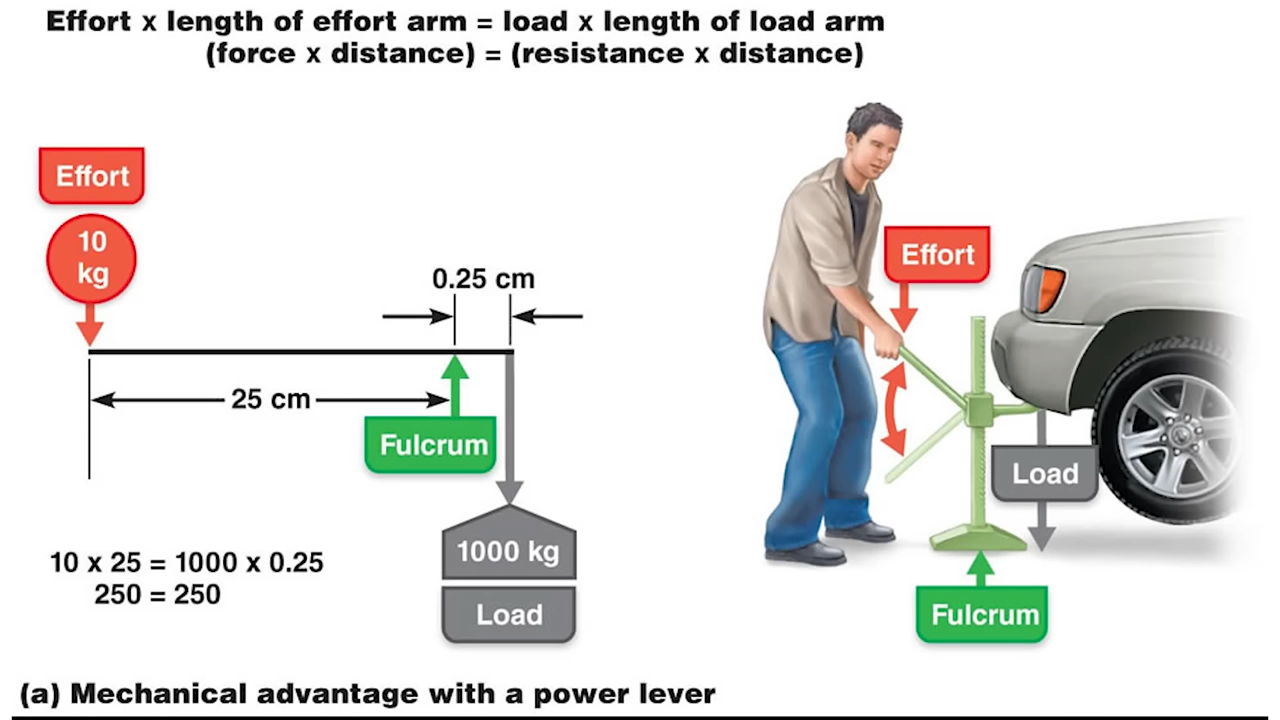 Effort x length of effort arm = load x length of load arm
(force x distance) = (resistance x distance)
Effort
10
kg
0.25 cm
25 cm
Fulcrum
1000 kg
Load
10 x 25 = 1000 x 0.25
250 = 250
Effort
Load
Fulcrum
(a) Mechanical advantage with a power lever